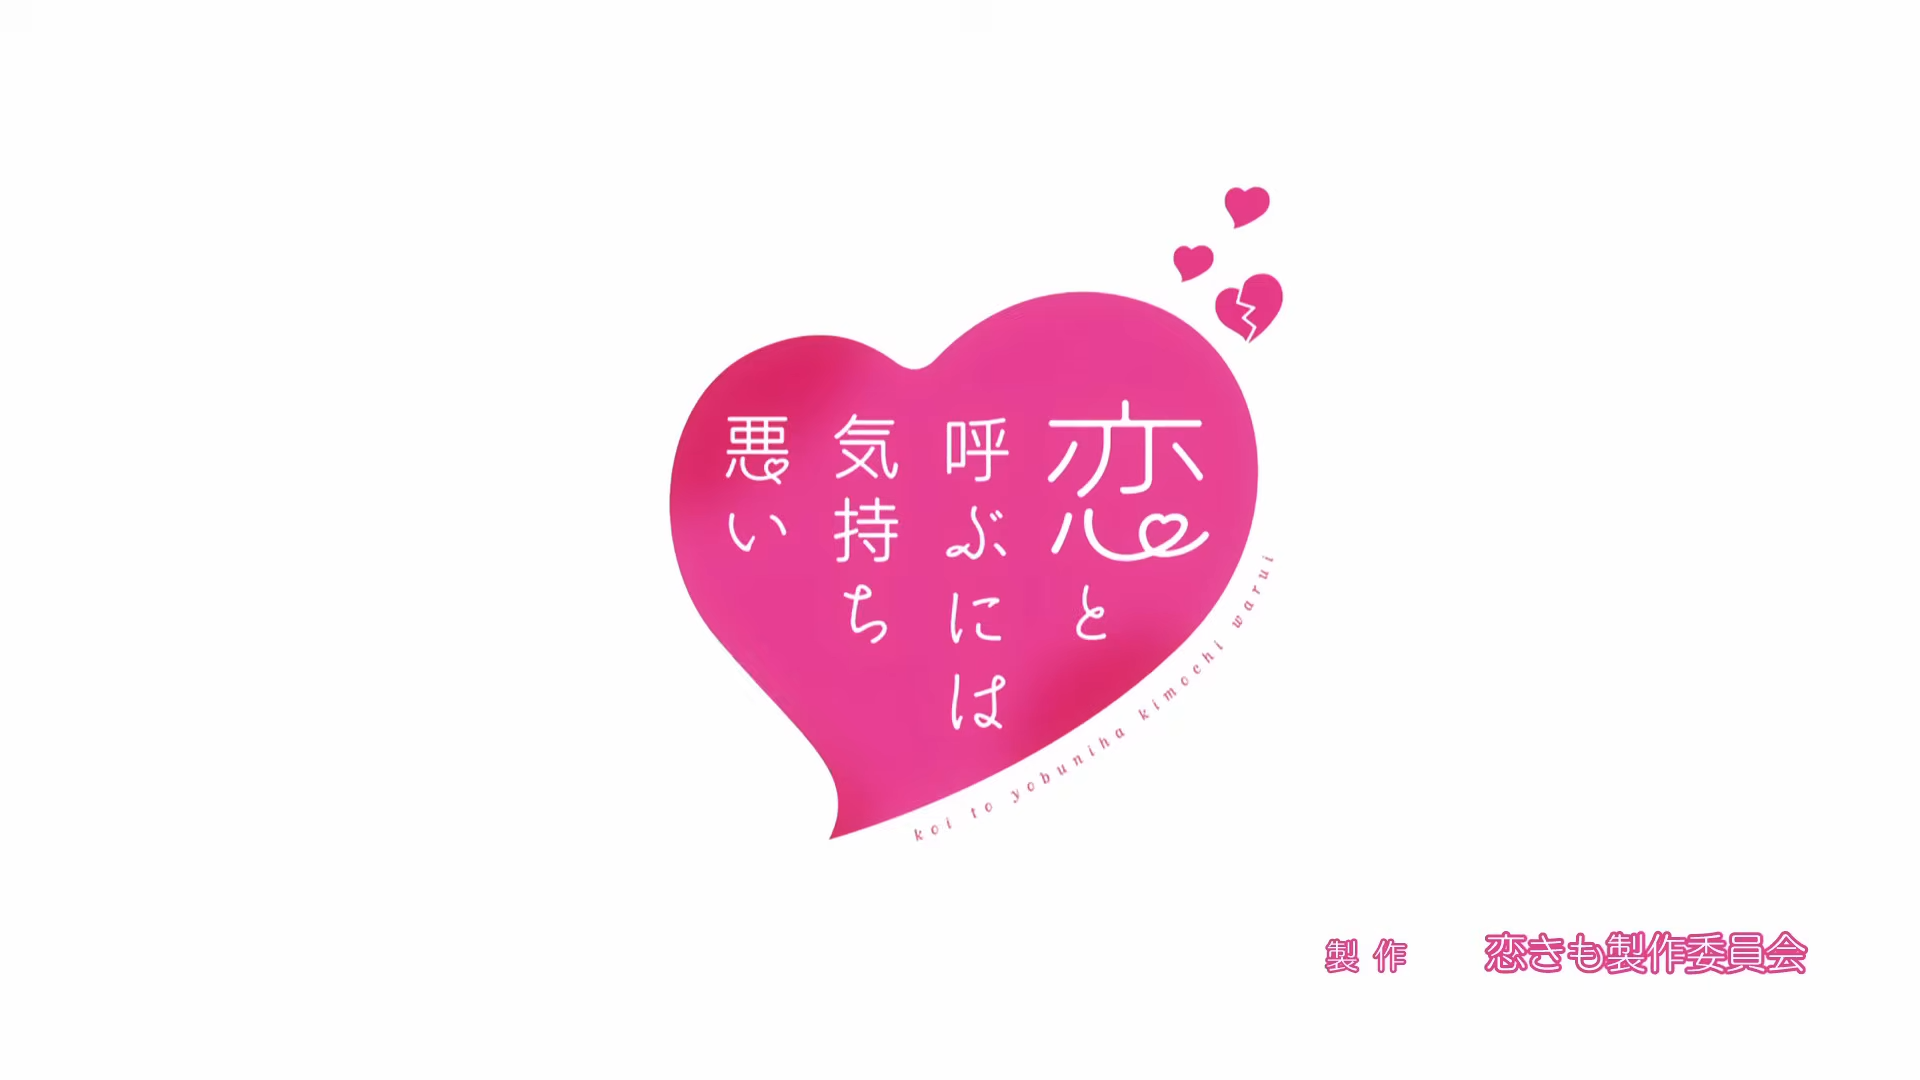 恋と
呼ぶには
気持ち
悪い
koi to yobuniha kimochi warui
製作 恋きも製作委員会